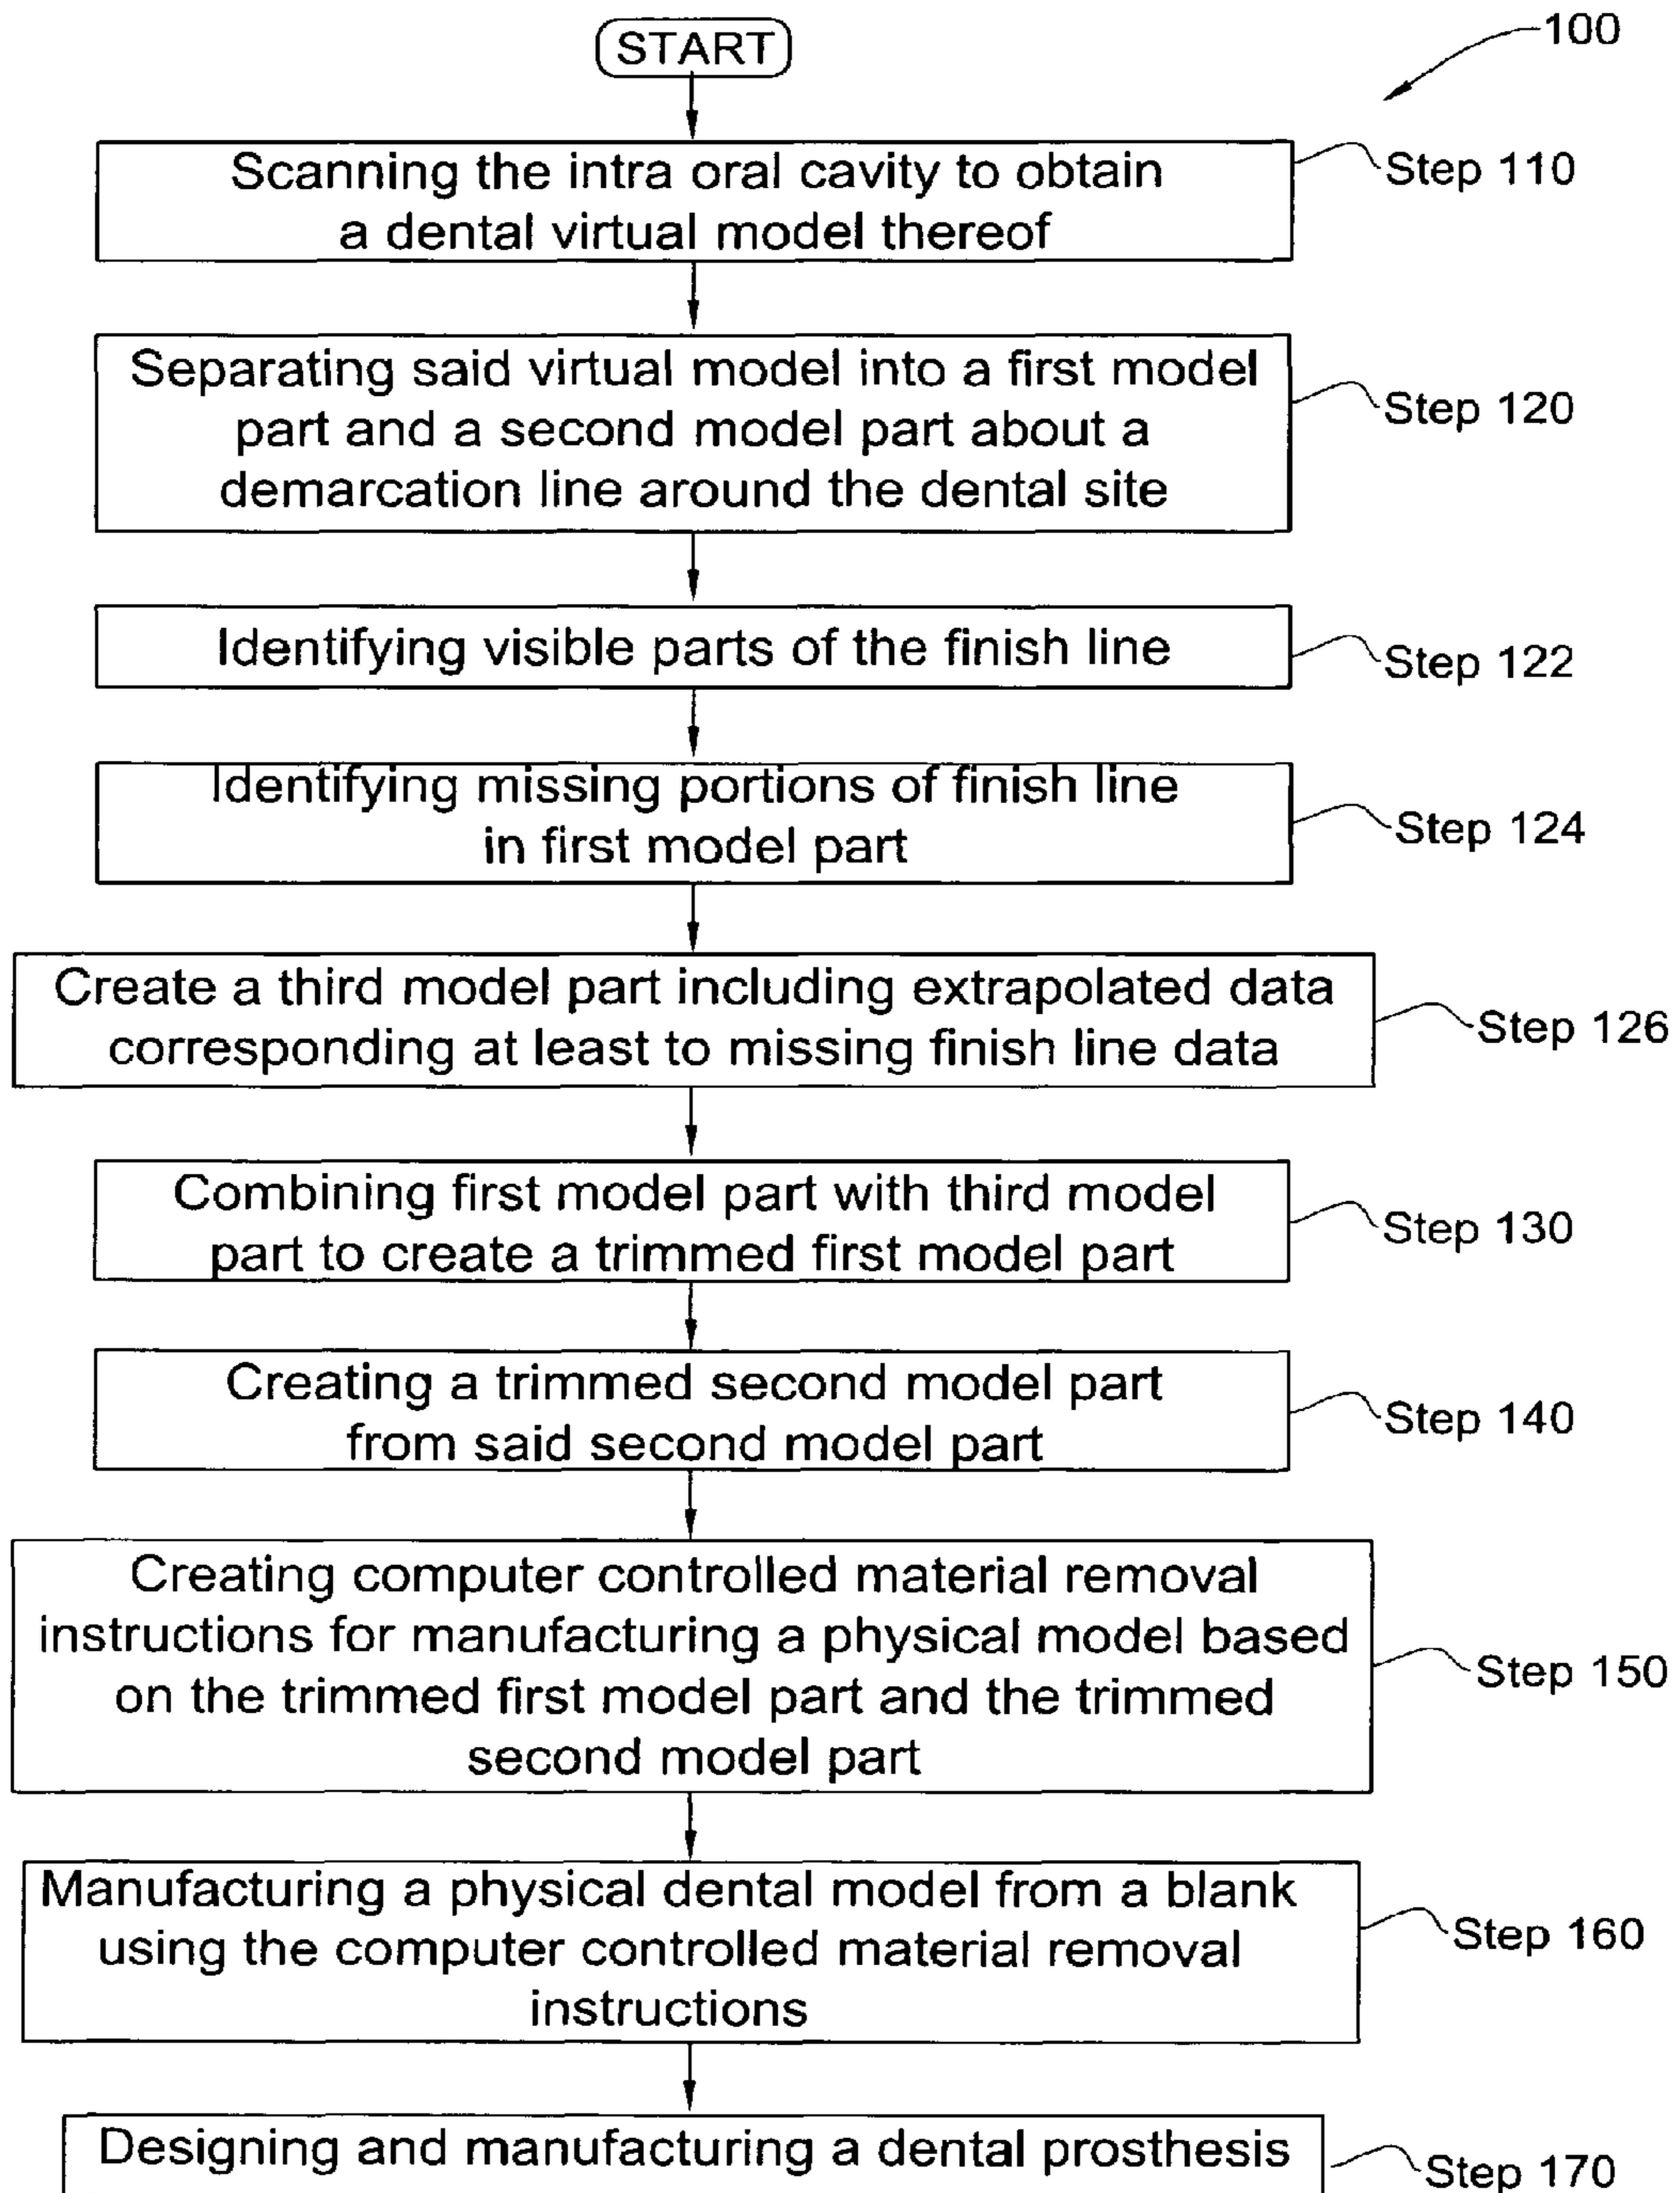 START
100
Scanning the intra oral cavity to obtain
a dental virtual model thereof
Step 110
Separating said virtual model into a first model
part and a second model part about a
demarcation line around the dental site
Step 120
Identifying visible parts of the finish line
Step 122
Identifying missing portions of finish line
in first model part
Step 124
Create a third model part including extrapolated data
corresponding at least to missing finish line data
Step 126
Combining first model part with third model
part to create a trimmed first model part
Step 130
Creating a trimmed second model part
from said second model part
Step 140
Creating computer controlled material removal
instructions for manufacturing a physical model based
on the trimmed first model part and the trimmed
second model part
Step 150
Manufacturing a physical dental model from a blank
using the computer controlled material removal
instructions
Step 160
Designing and manufacturing a dental prosthesis
Step 170